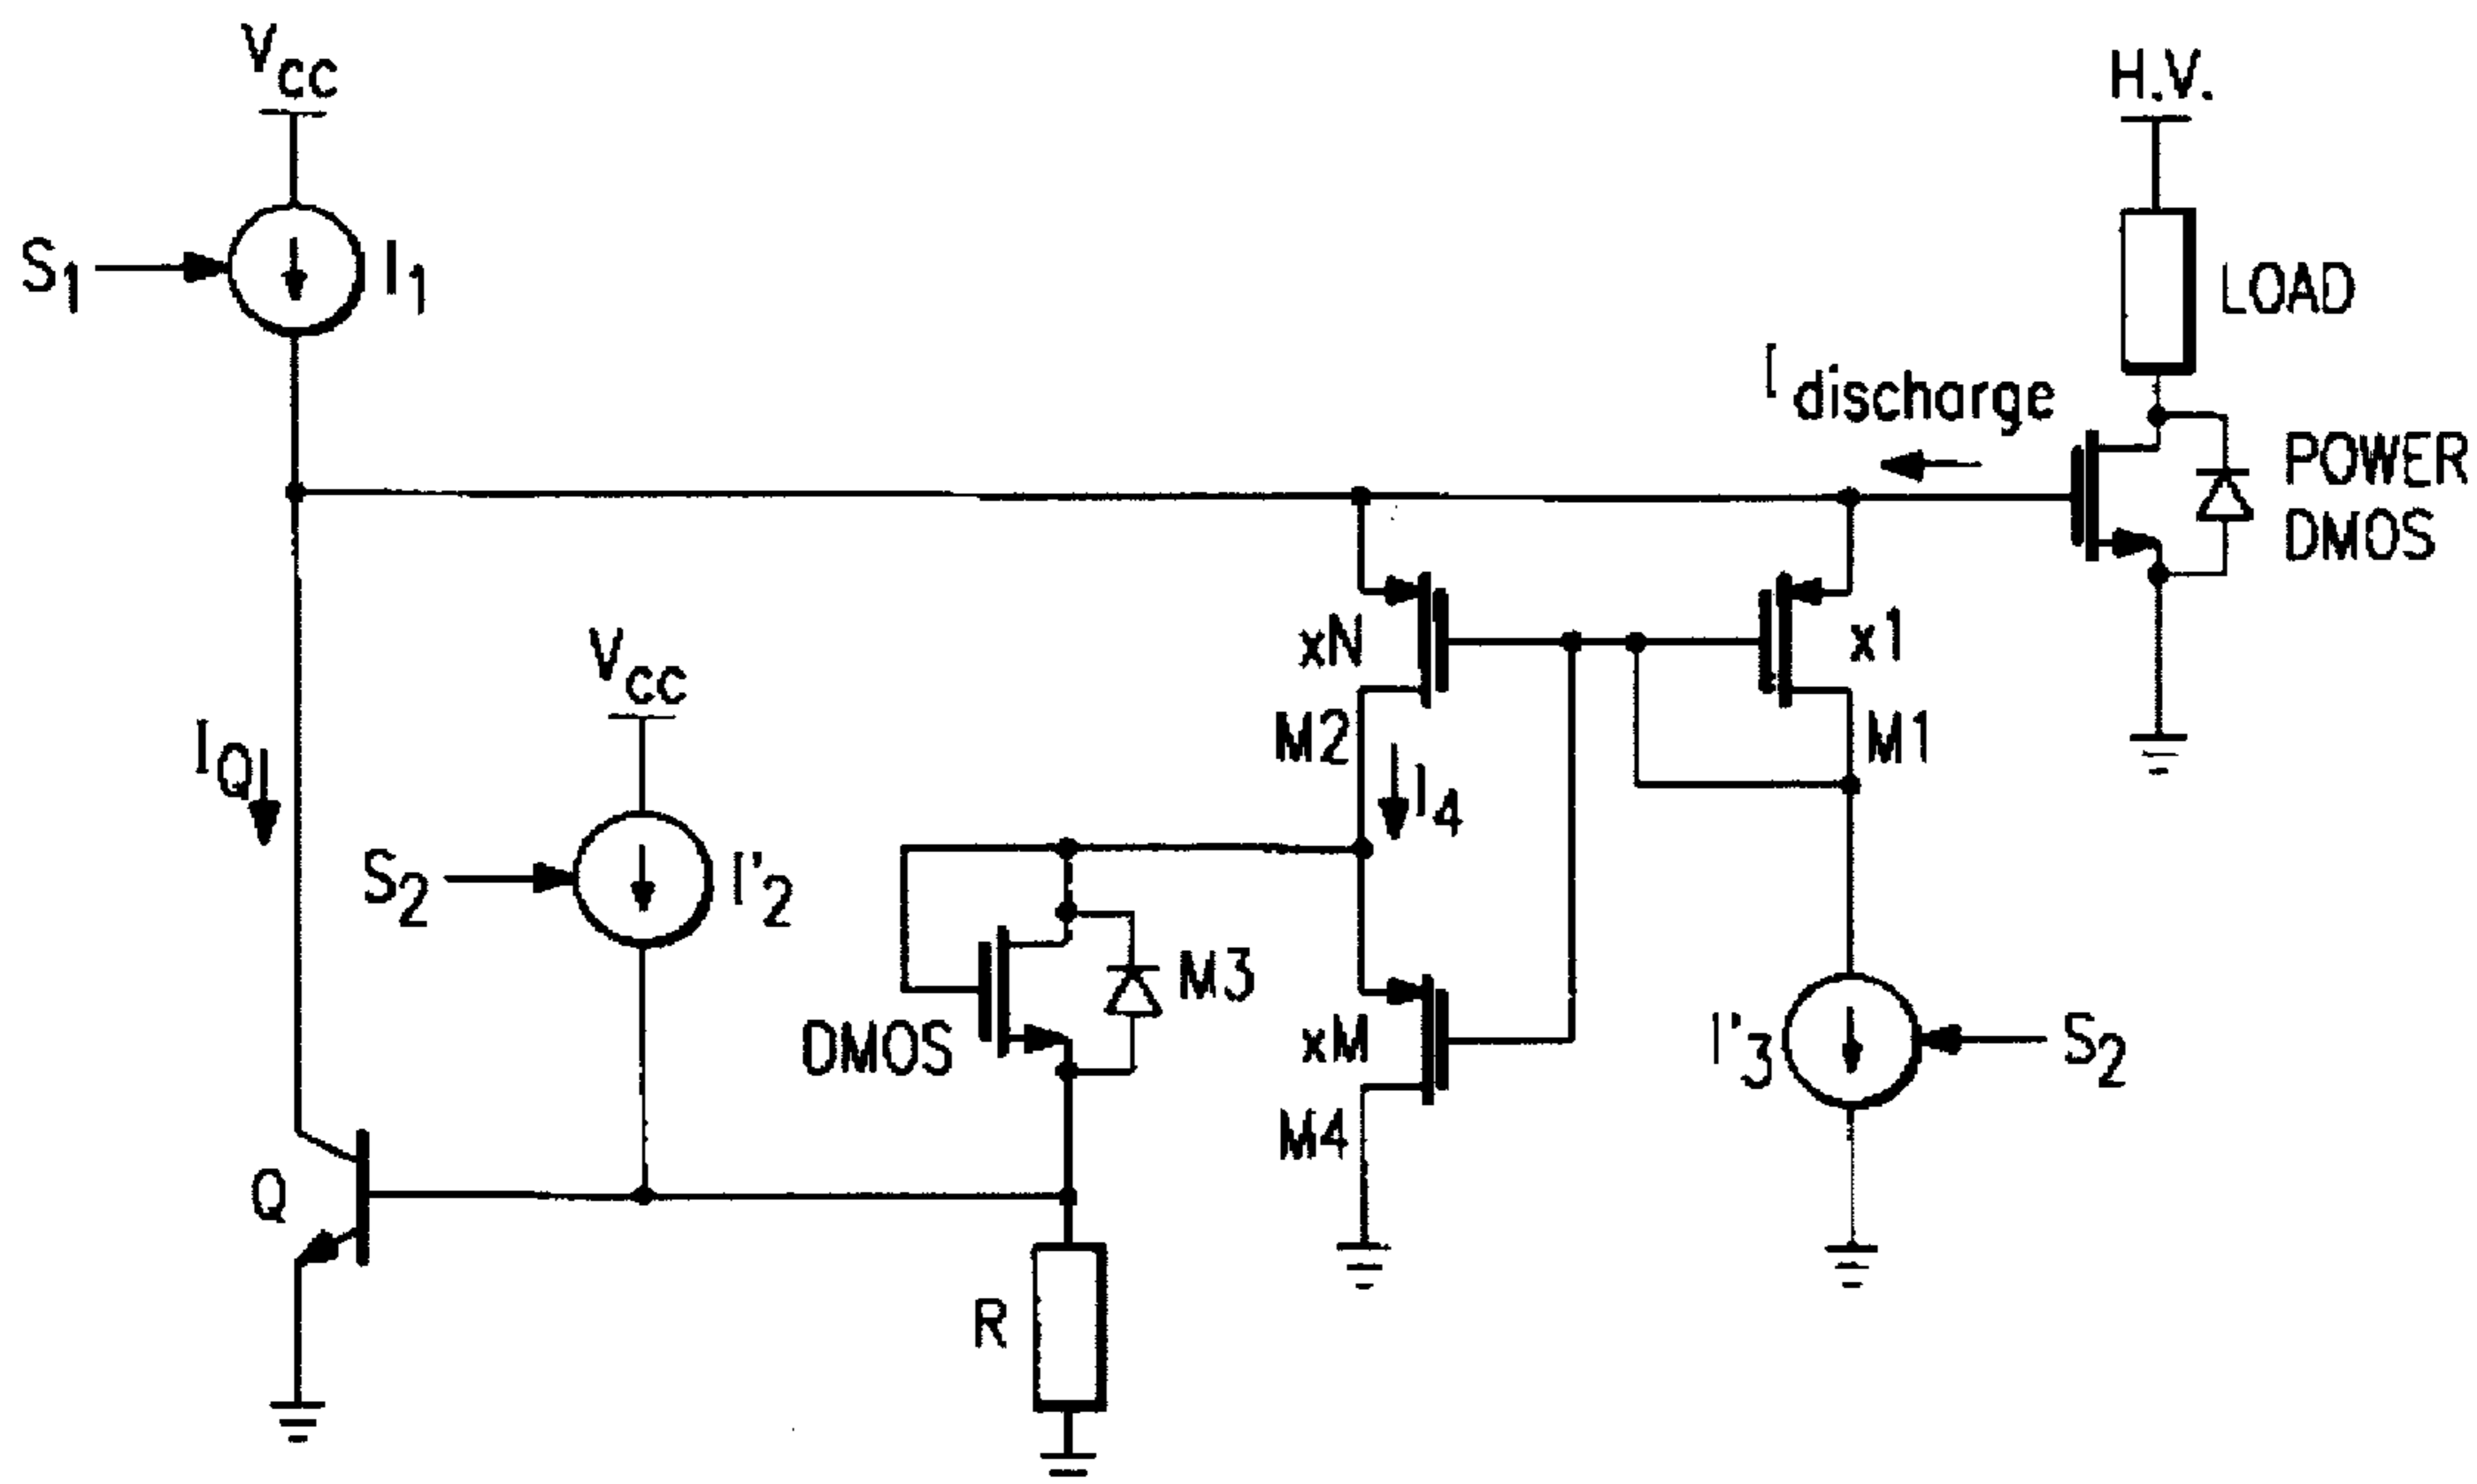 VCC
S1
I1
H.V.
LOAD
Idischarge
POWER
DMOS
xN
x1
M2
M1
VCC
IQ
I4
S2
I'2
M3
DMOS
xM
M4
I'3
S2
Q
R